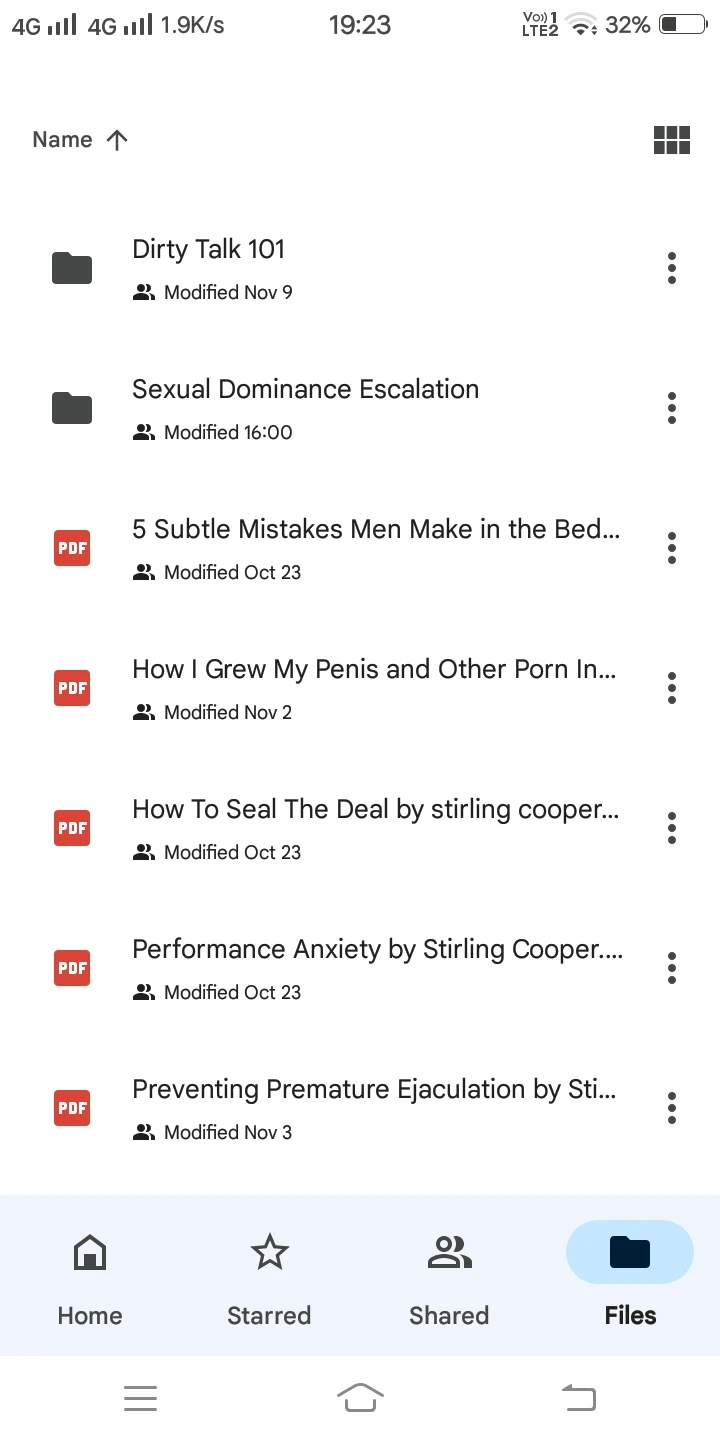 4G 4G 1.9K/s 19:23 Vo)) 1 LTE2 32%
Name
Dirty Talk 101
Modified Nov 9
Sexual Dominance Escalation
Modified 16:00
PDF 5 Subtle Mistakes Men Make in the Bed...
Modified Oct 23
PDF How I Grew My Penis and Other Porn In...
Modified Nov 2
PDF How To Seal The Deal by stirling cooper...
Modified Oct 23
PDF Performance Anxiety by Stirling Cooper....
Modified Oct 23
PDF Preventing Premature Ejaculation by Sti...
Modified Nov 3
Home Starred Shared Files